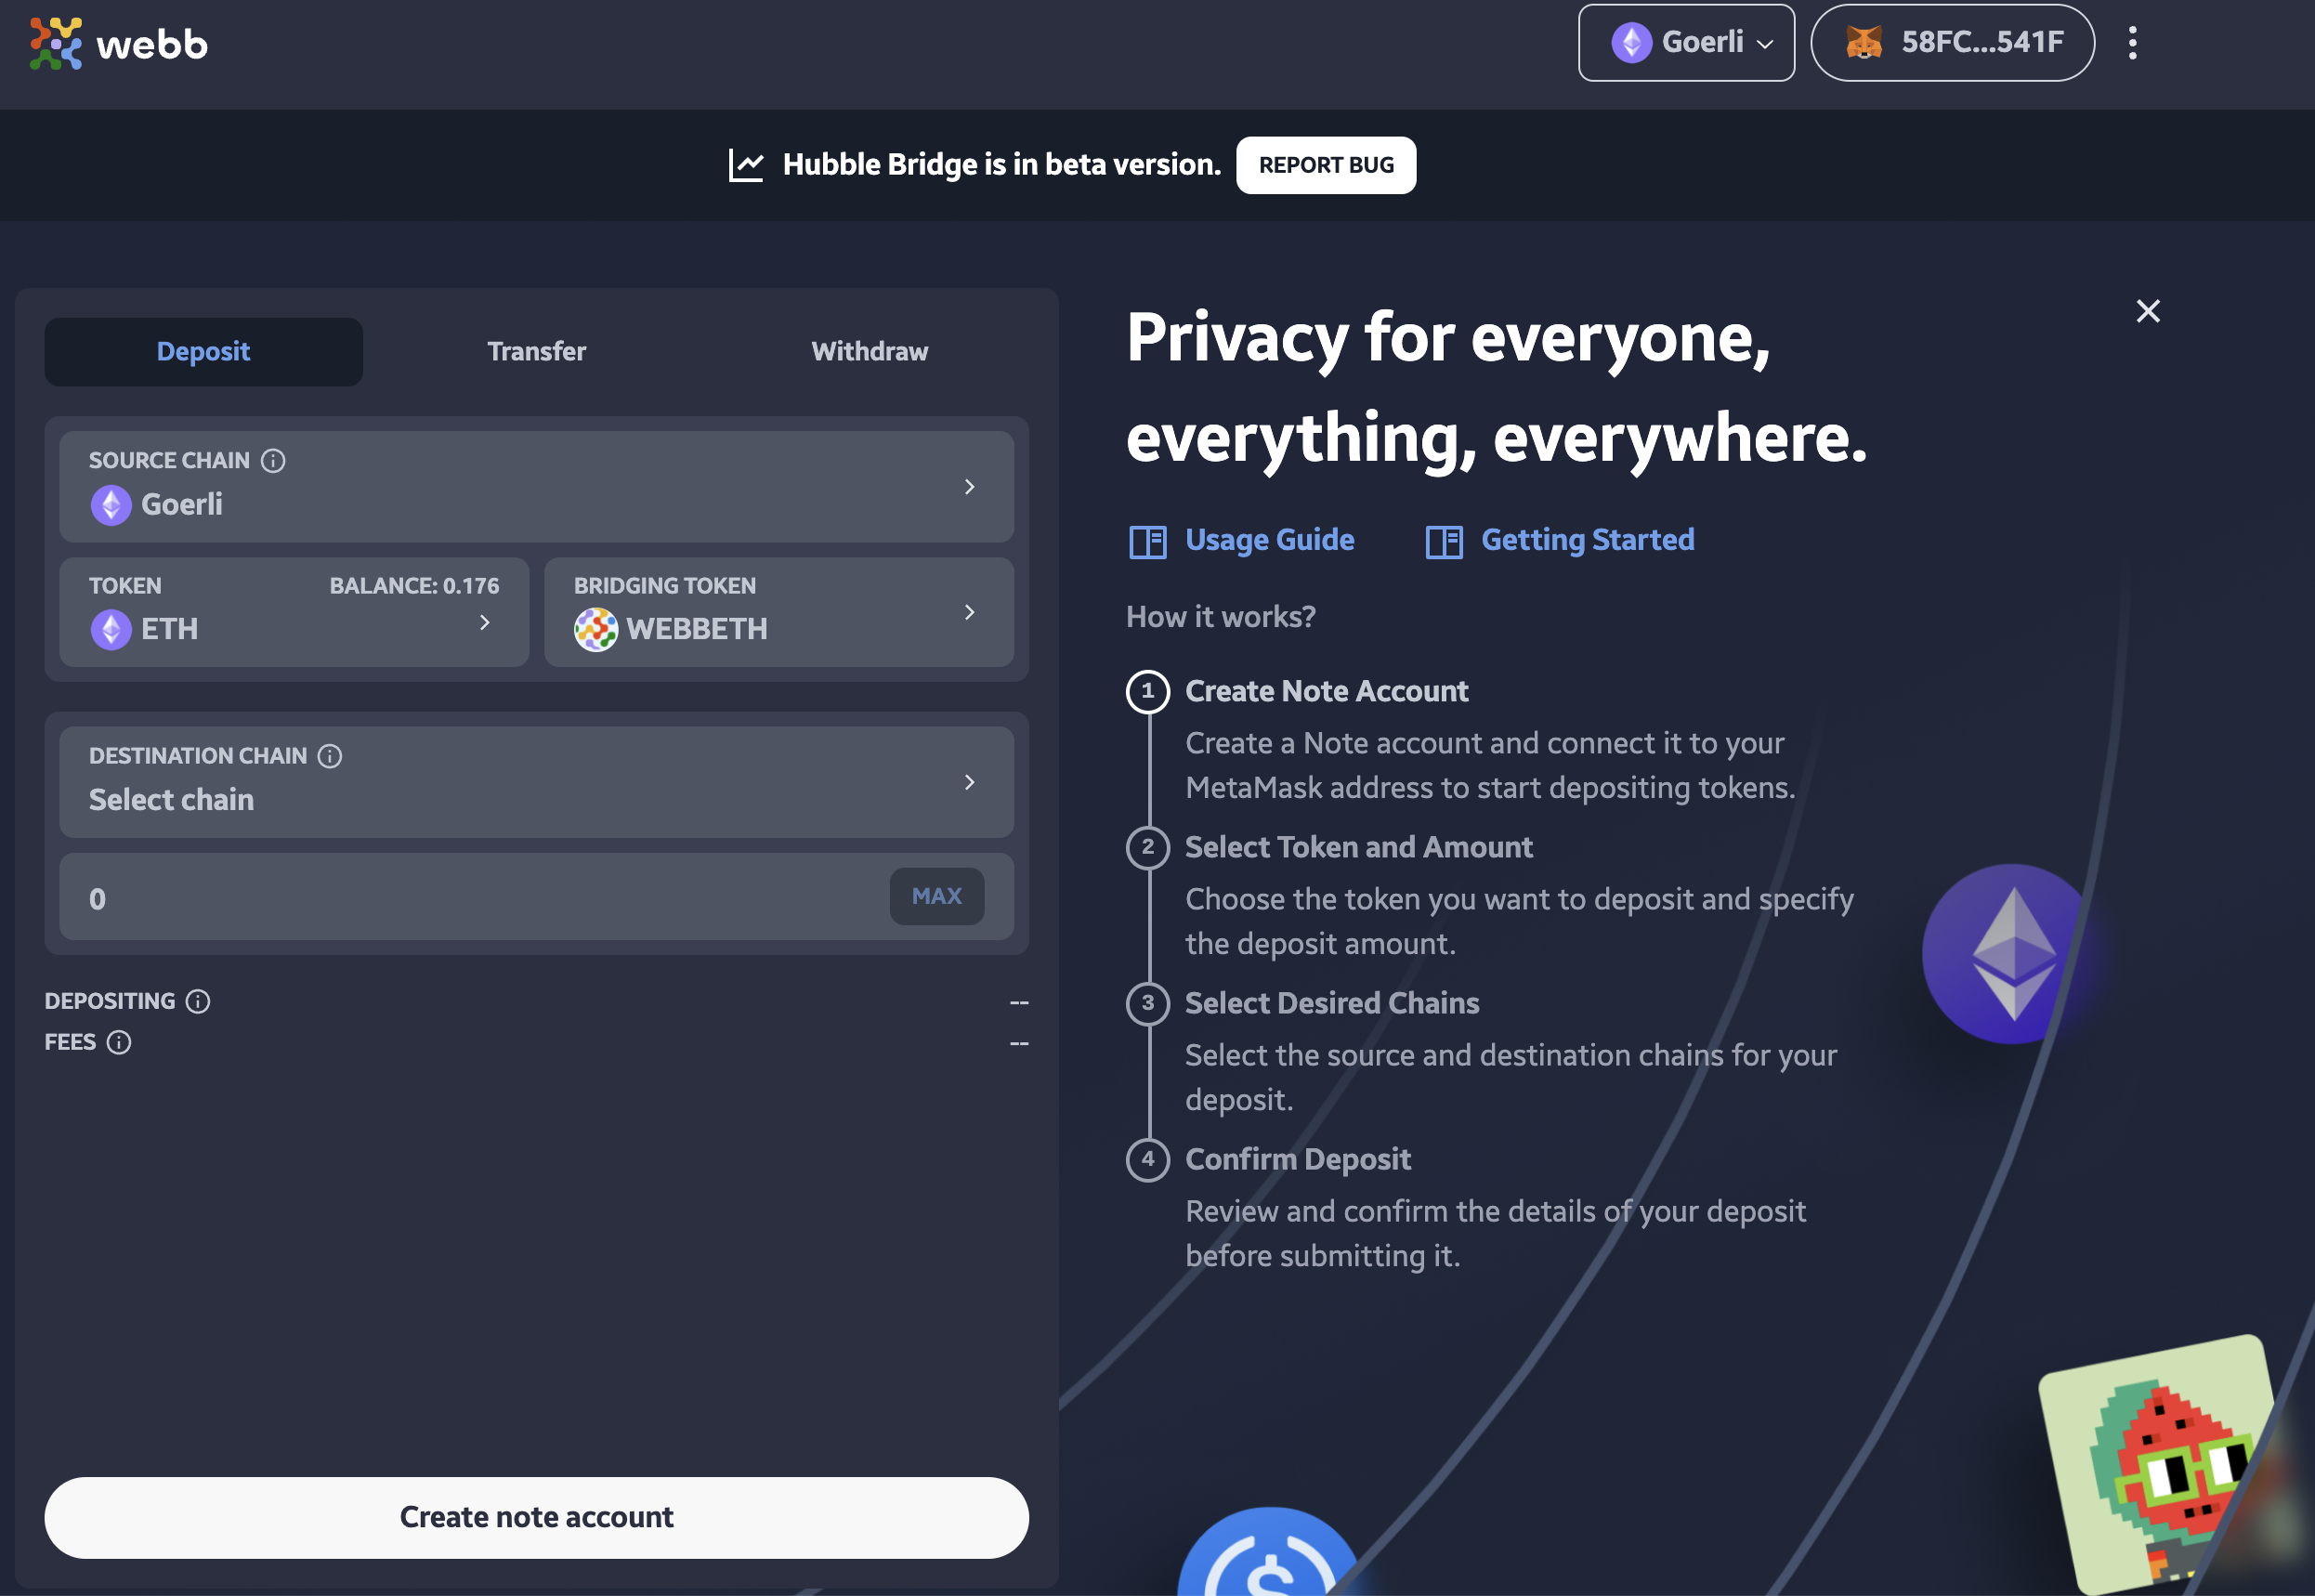 webb
Goerli
58FC...541F
Hubble Bridge is in beta version.
REPORT BUG
Deposit
Transfer
Withdraw
SOURCE CHAIN
Goerli
TOKEN
BALANCE: 0.176
ETH
BRIDGING TOKEN
WEBBETH
DESTINATION CHAIN
Select chain
0
MAX
DEPOSITING
--
FEES
--
Create note account
Privacy for everyone,
everything, everywhere.
Usage Guide
Getting Started
How it works?
1
Create Note Account
Create a Note account and connect it to your
MetaMask address to start depositing tokens.
2
Select Token and Amount
Choose the token you want to deposit and specify
the deposit amount.
3
Select Desired Chains
Select the source and destination chains for your
deposit.
4
Confirm Deposit
Review and confirm the details of your deposit
before submitting it.
$